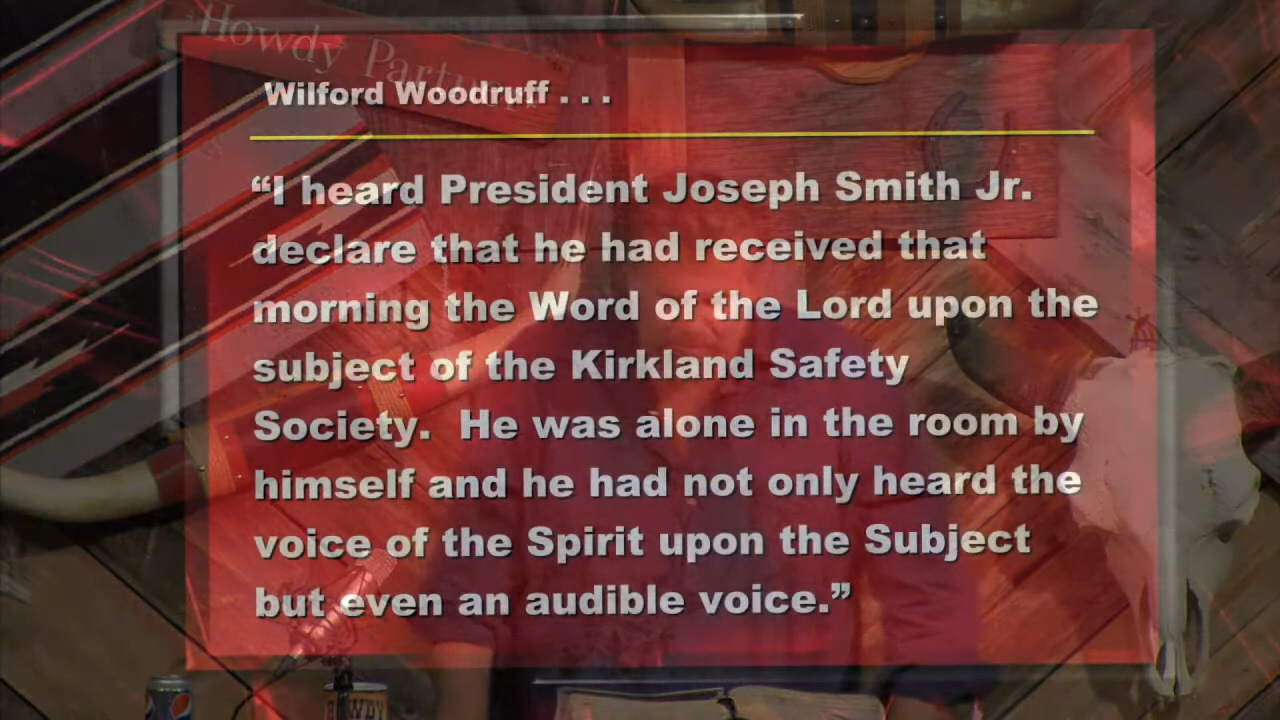 Howdy Partner
Wilford Woodruff . . .
“I heard President Joseph Smith Jr.
declare that he had received that
morning the Word of the Lord upon the
subject of the Kirkland Safety
Society.  He was alone in the room by
himself and he had not only heard the
voice of the Spirit upon the Subject
but even an audible voice.”